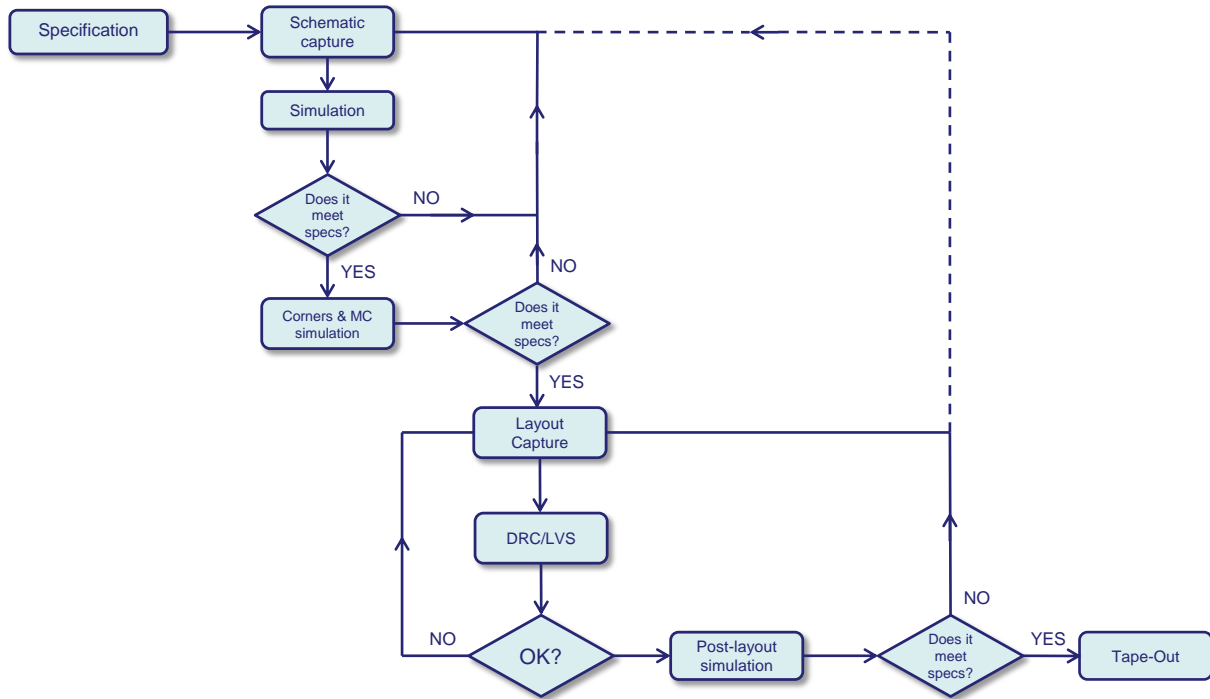 Specification
Schematic
capture
Simulation
Does it
meet
specs?
NO
YES
Corners & MC
simulation
Does it
meet
specs?
NO
YES
Layout
Capture
DRC/LVS
OK?
NO
Post-layout
simulation
Does it
meet
specs?
NO
YES
Tape-Out